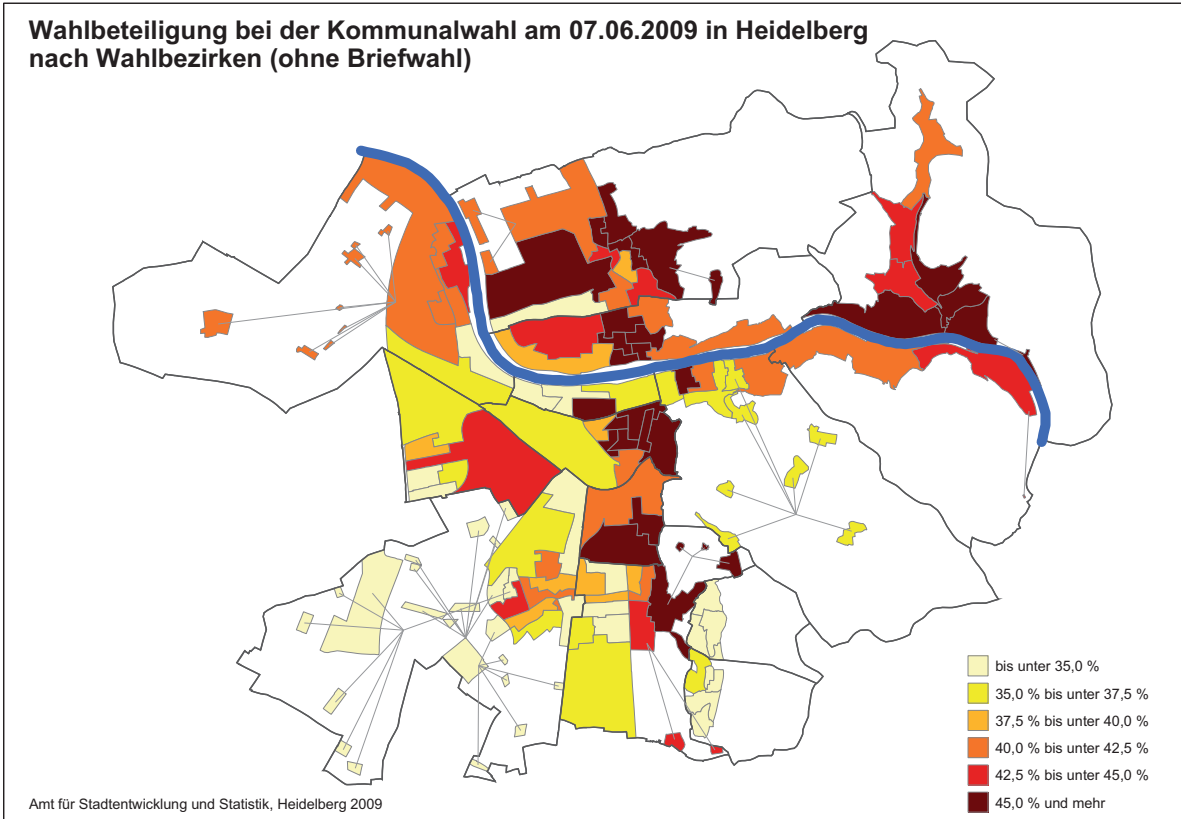 Wahlbeteiligung bei der Kommunalwahl am 07.06.2009 in Heidelberg
nach Wahlbezirken (ohne Briefwahl)
bis unter 35,0 %
35,0 % bis unter 37,5 %
37,5 % bis unter 40,0 %
40,0 % bis unter 42,5 %
42,5 % bis unter 45,0 %
45,0 % und mehr
Amt für Stadtentwicklung und Statistik, Heidelberg 2009